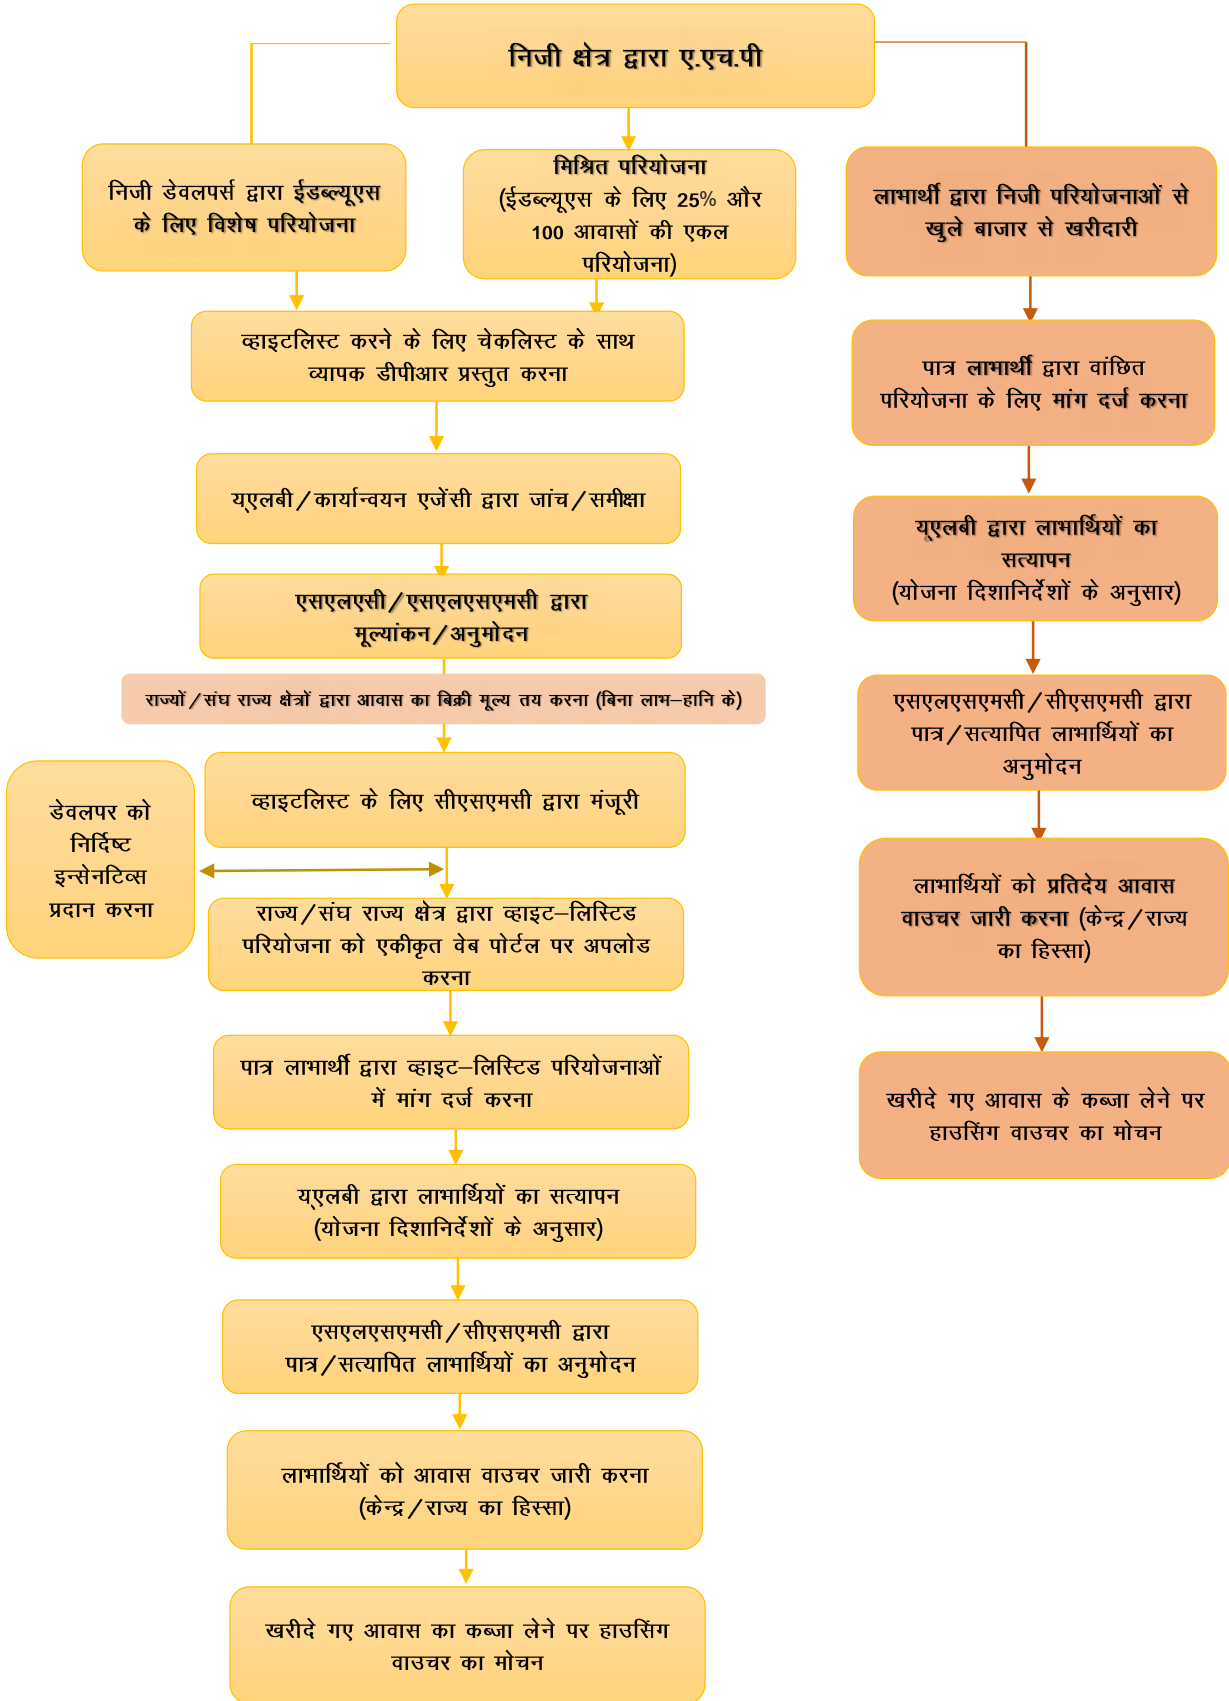 निजी क्षेत्र द्वारा ए.एच.पी
निजी डेवलपर्स द्वारा ईडब्ल्यूएस
के लिए विशेष परियोजना
मिश्रित परियोजना
(ईडब्ल्यूएस के लिए 25% और
100 आवासों की एकल
परियोजना)
लाभार्थी द्वारा निजी परियोजनाओं से
खुले बाजार से खरीदारी
व्हाइटलिस्ट करने के लिए चेकलिस्ट के साथ
व्यापक डीपीआर प्रस्तुत करना
यूएलबी/कार्यान्वयन एजेंसी द्वारा जांच/समीक्षा
एसएलएसी/एसएलएसएमसी द्वारा
मूल्यांकन/अनुमोदन
राज्यों/संघ राज्य क्षेत्रों द्वारा आवास का बिक्री मूल्य तय करना (बिना लाभ–हानि के)
व्हाइटलिस्ट के लिए सीएसएमसी द्वारा मंजूरी
डेवलपर को
निर्दिष्ट
इन्सेनटिव्स
प्रदान करना
राज्य/संघ राज्य क्षेत्र द्वारा व्हाइट–लिस्टिड
परियोजना को एकीकृत वेब पोर्टल पर अपलोड
करना
पात्र लाभार्थी द्वारा व्हाइट–लिस्टिड परियोजनाओं
में मांग दर्ज करना
यूएलबी द्वारा लाभार्थियों का सत्यापन
(योजना दिशानिर्देशों के अनुसार)
एसएलएसएमसी/सीएसएमसी द्वारा
पात्र/सत्यापित लाभार्थियों का अनुमोदन
लाभार्थियों को आवास वाउचर जारी करना
(केन्द्र/राज्य का हिस्सा)
खरीदे गए आवास का कब्जा लेने पर हाउसिंग
वाउचर का मोचन
पात्र लाभार्थी द्वारा वांछित
परियोजना के लिए मांग दर्ज करना
यूएलबी द्वारा लाभार्थियों का
सत्यापन
(योजना दिशानिर्देशों के अनुसार)
एसएलएसएमसी/सीएसएमसी द्वारा
पात्र/सत्यापित लाभार्थियों का
अनुमोदन
लाभार्थियों को प्रतिदेय आवास
वाउचर जारी करना (केन्द्र/राज्य
का हिस्सा)
खरीदे गए आवास के कब्जा लेने पर
हाउसिंग वाउचर का मोचन